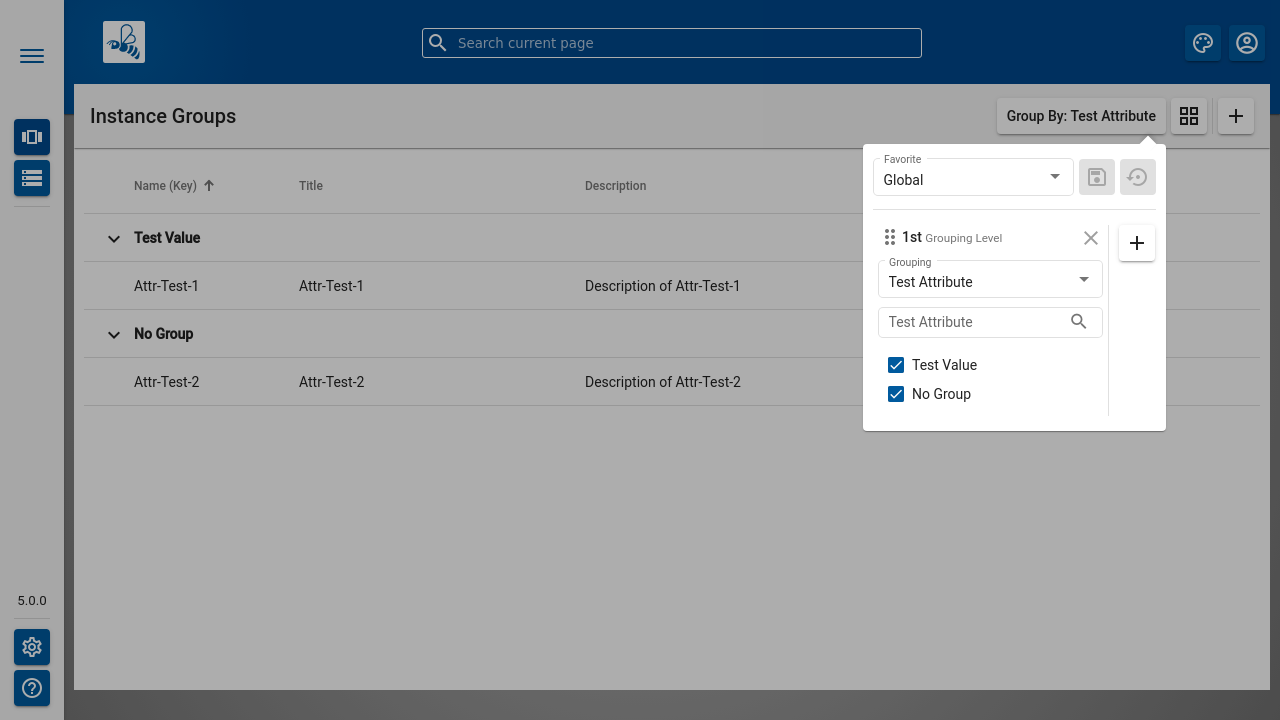 Search current page
Instance Groups
Group By: Test Attribute
Name (Key) Title Description
Test Value
Attr-Test-1 Attr-Test-1 Description of Attr-Test-1
No Group
Attr-Test-2 Attr-Test-2 Description of Attr-Test-2
Favorite
Global
1st Grouping Level
Grouping
Test Attribute
Test Attribute
Test Value
No Group
5.0.0